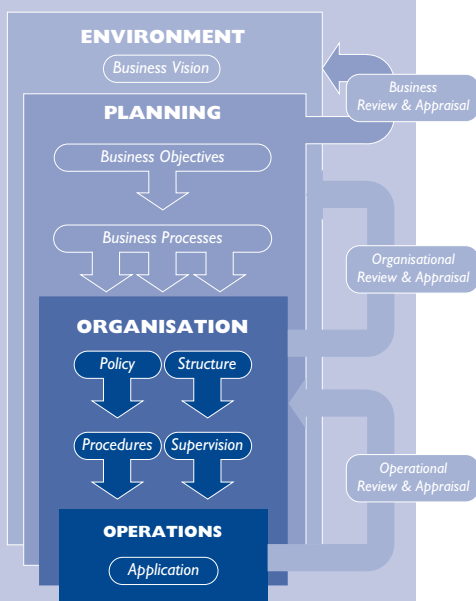 ENVIRONMENT
Business Vision
PLANNING
Business Objectives
Business Processes
ORGANISATION
Policy
Structure
Procedures
Supervision
OPERATIONS
Application
Business
Review & Appraisal
Organisational
Review & Appraisal
Operational
Review & Appraisal